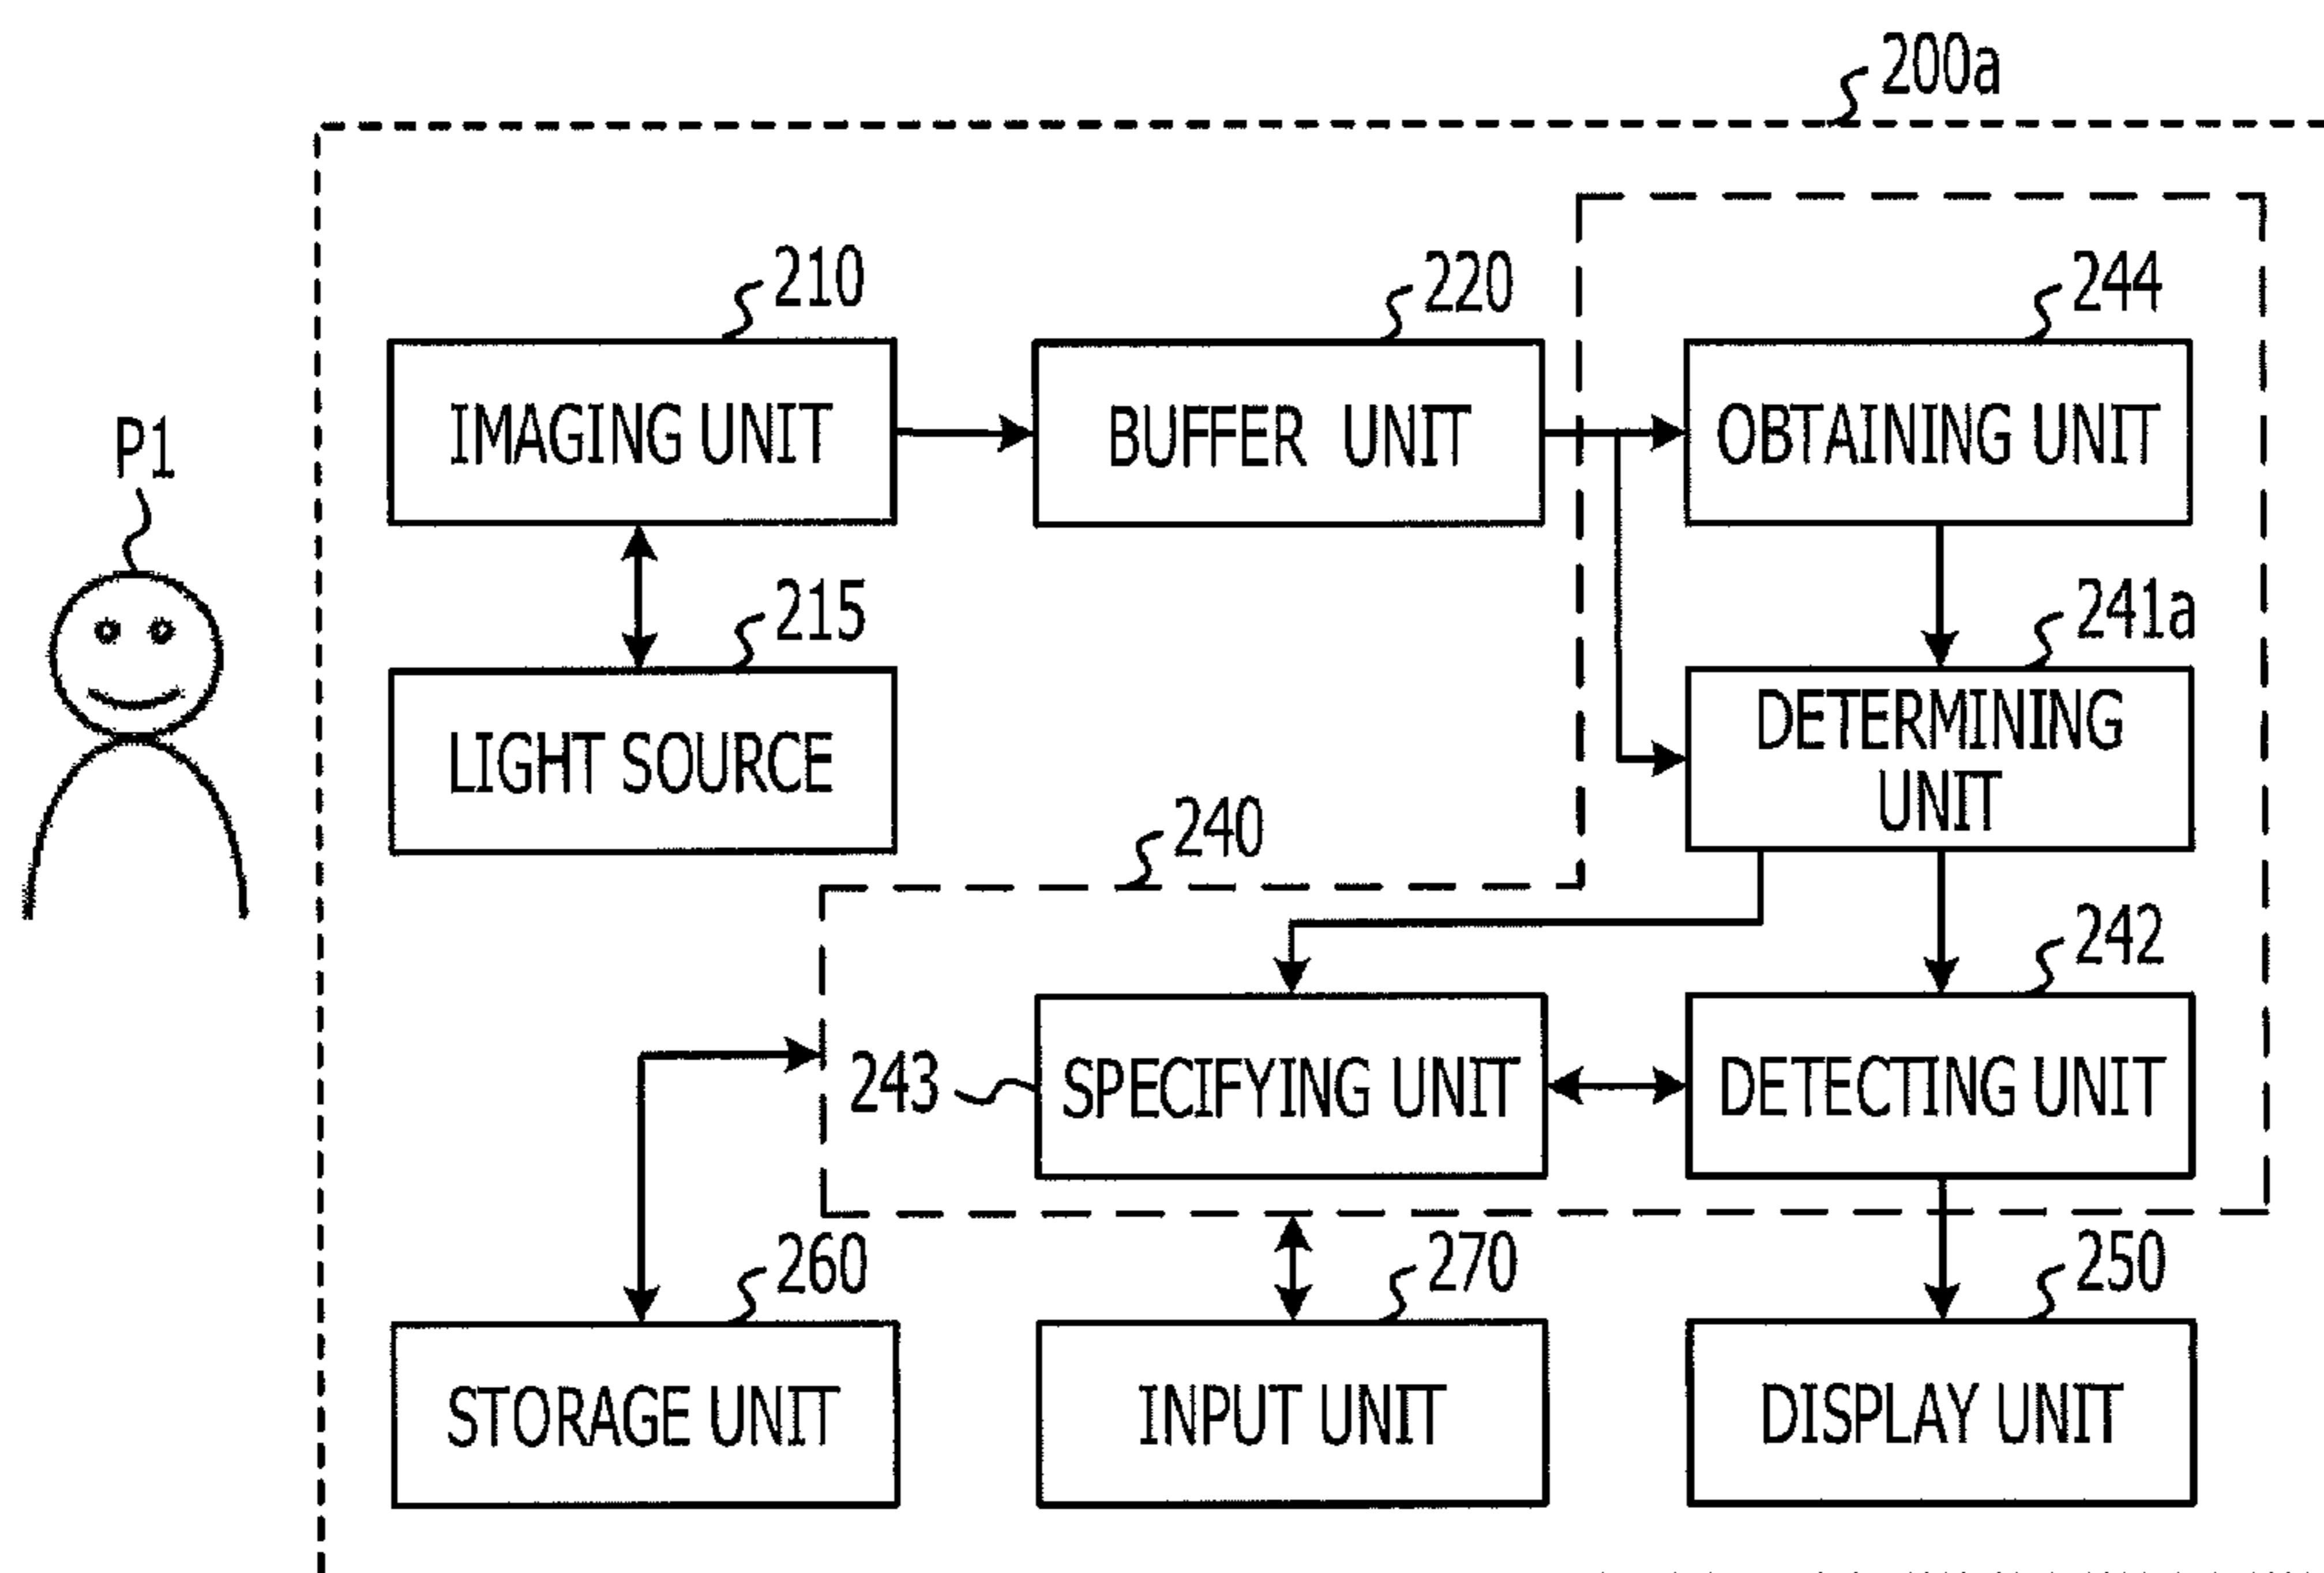 200a
210
220
244
IMAGING UNIT
BUFFER UNIT
OBTAINING UNIT
P1
215
241a
LIGHT SOURCE
DETERMINING
UNIT
240
242
243
SPECIFYING UNIT
DETECTING UNIT
260
270
250
STORAGE UNIT
INPUT UNIT
DISPLAY UNIT